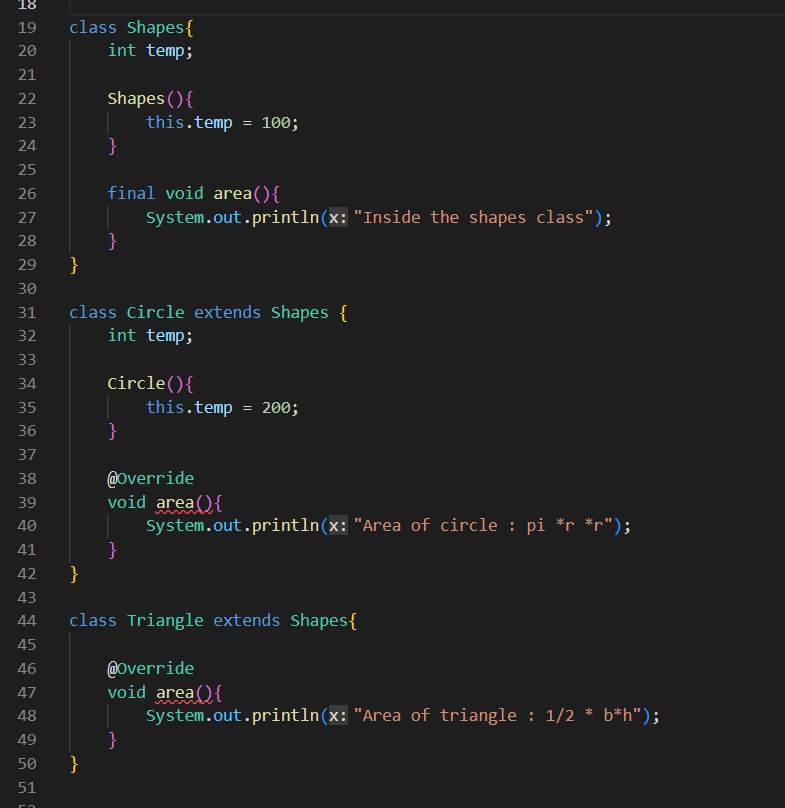 18
19 class Shapes{
20     int temp;
21
22     Shapes(){
23         this.temp = 100;
24     }
25
26     final void area(){
27         System.out.println(x: "Inside the shapes class");
28     }
29 }
30
31 class Circle extends Shapes {
32     int temp;
33
34     Circle(){
35         this.temp = 200;
36     }
37
38     @Override
39     void area(){
40         System.out.println(x: "Area of circle : pi *r *r");
41     }
42 }
43
44 class Triangle extends Shapes{
45
46     @Override
47     void area(){
48         System.out.println(x: "Area of triangle : 1/2 * b*h");
49     }
50 }
51